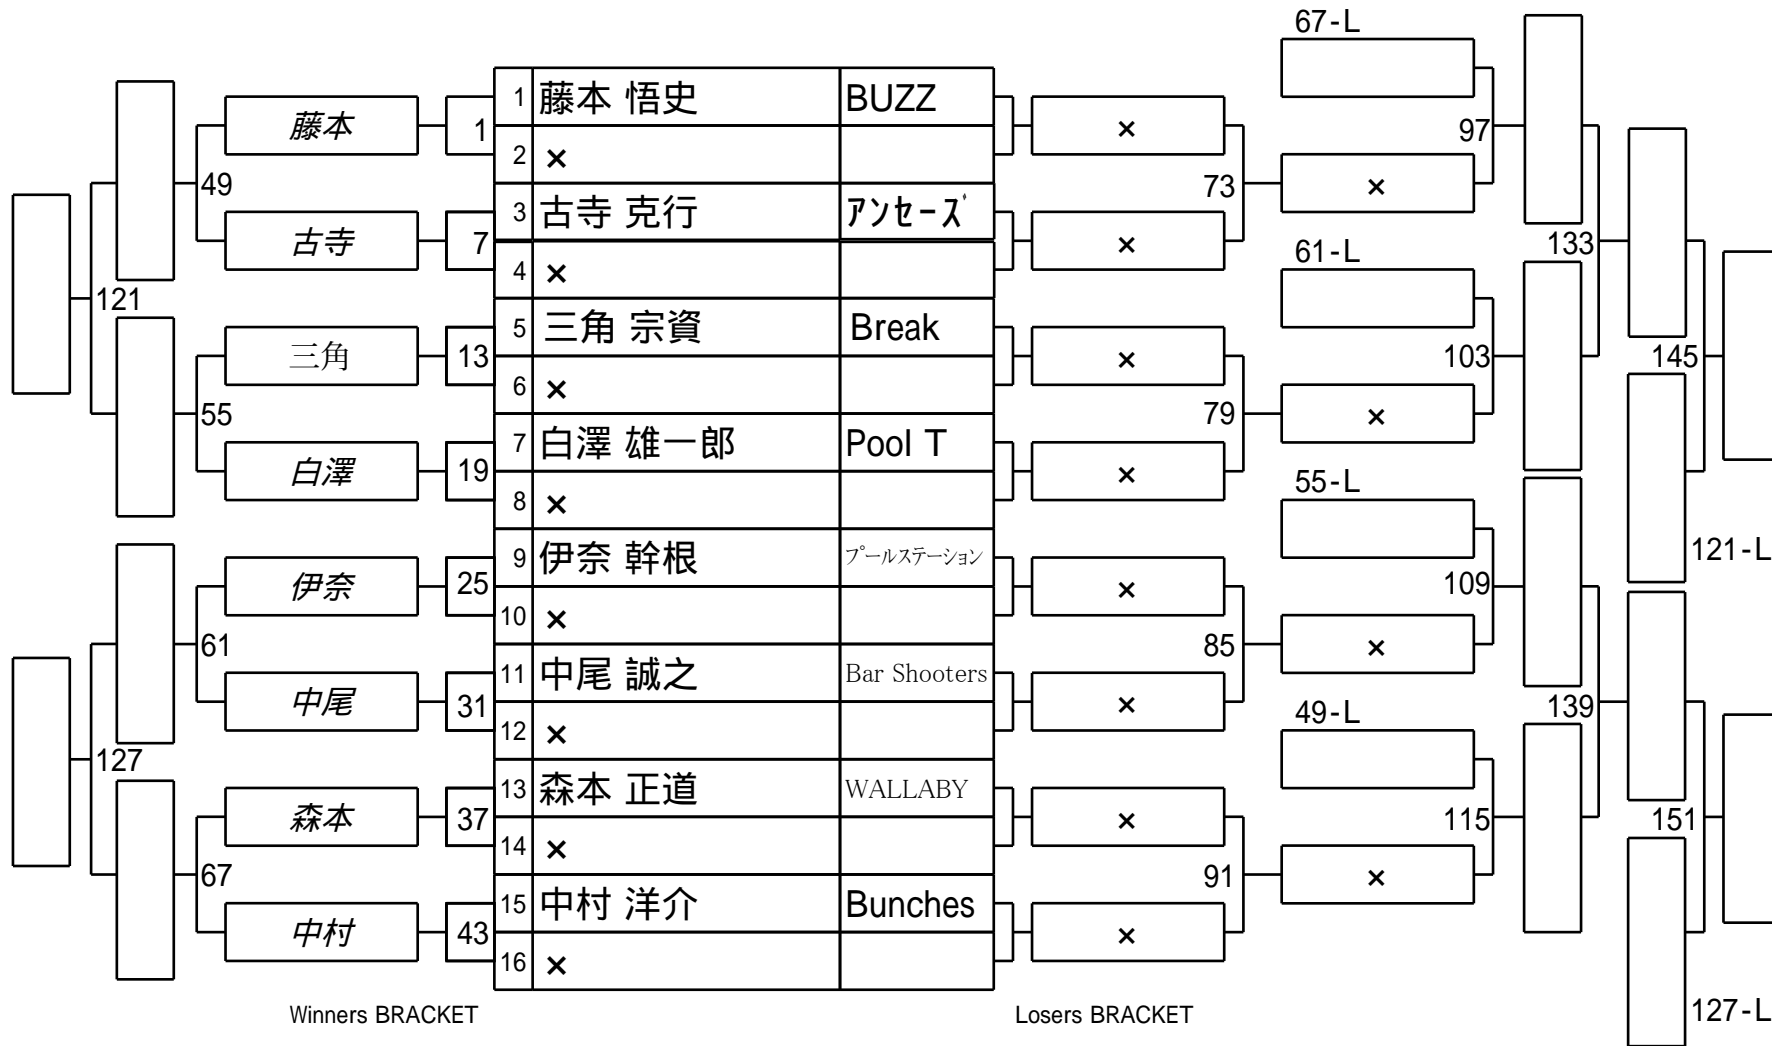 67-L
藤本
1
1 藤本 悟史 BUZZ
×
97
2 ×
×
49
73
古寺
7
3 古寺 克行 アンセーズ
×
4 ×
61-L
133
121
三角
13
5 三角 宗資 Break
×
103
145
6 ×
×
55
79
白澤
19
7 白澤 雄一郎 Pool T
×
8 ×
55-L
121-L
伊奈
25
9 伊奈 幹根 プールステーション
×
109
10 ×
×
61
85
中尾
31
11 中尾 誠之 Bar Shooters
×
12 ×
49-L
139
127
森本
37
13 森本 正道 WALLABY
×
115
151
14 ×
×
67
91
中村
43
15 中村 洋介 Bunches
×
16 ×
Winners BRACKET
Losers BRACKET
127-L